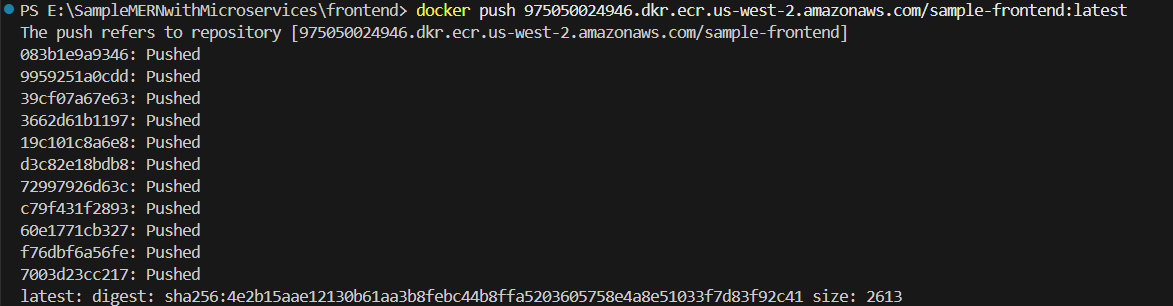 PS E:\SampleMERNwithMicroservices\frontend> docker push 975050024946.dkr.ecr.us-west-2.amazonaws.com/sample-frontend:latest
The push refers to repository [975050024946.dkr.ecr.us-west-2.amazonaws.com/sample-frontend]
083b1e9a9346: Pushed
9959251a0cdd: Pushed
39cf07a67e63: Pushed
3662d61b1197: Pushed
19c101c8a6e8: Pushed
d3c82e18bdb8: Pushed
72997926d63c: Pushed
c79f431f2893: Pushed
60e1771cb327: Pushed
f76dbf6a56fe: Pushed
7003d23cc217: Pushed
latest: digest: sha256:4e2b15aae12130b61aa3b8febc44b8ffa5203605758e4a8e51033f7d83f92c41 size: 2613